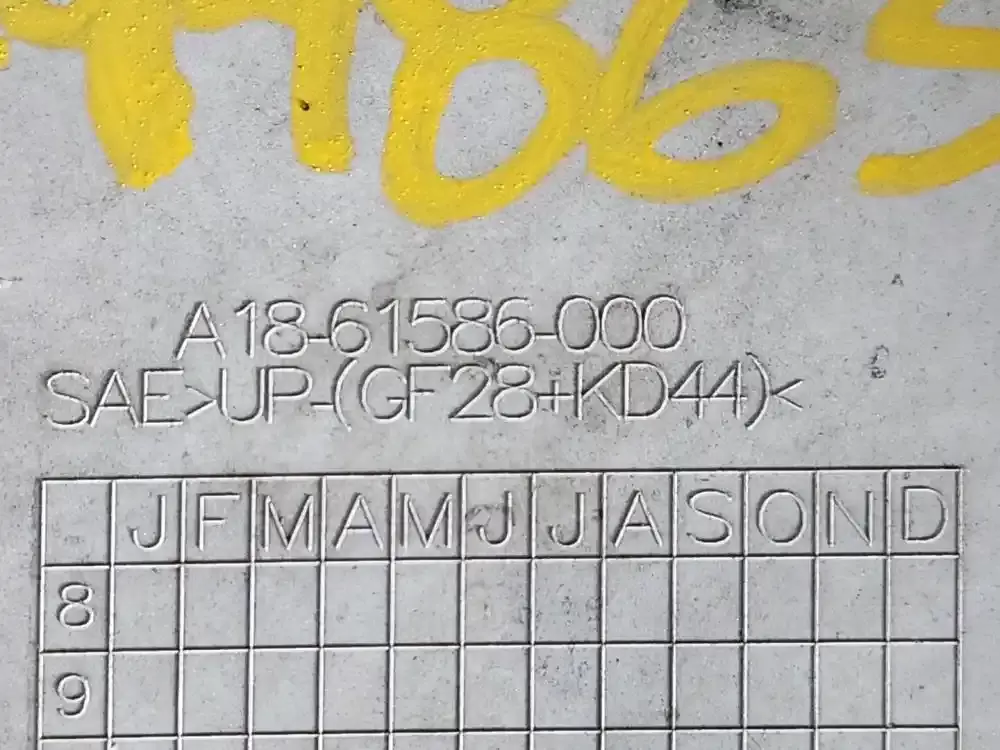 A18-61586-000
SAE>UP-(GF28+KD44)<
J F M A M J J A S O N D
8
9